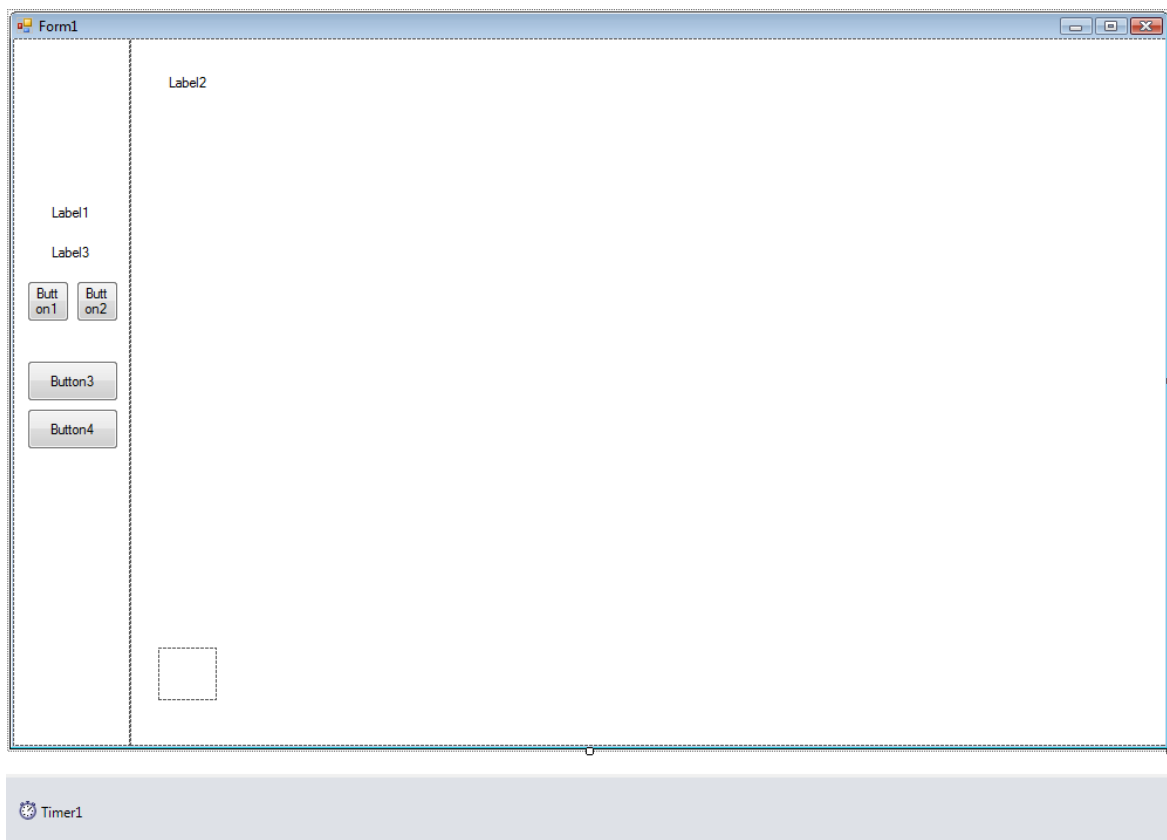 Form1
Label2
Label1
Label3
Butt
on1
Butt
on2
Button3
Button4
Timer1